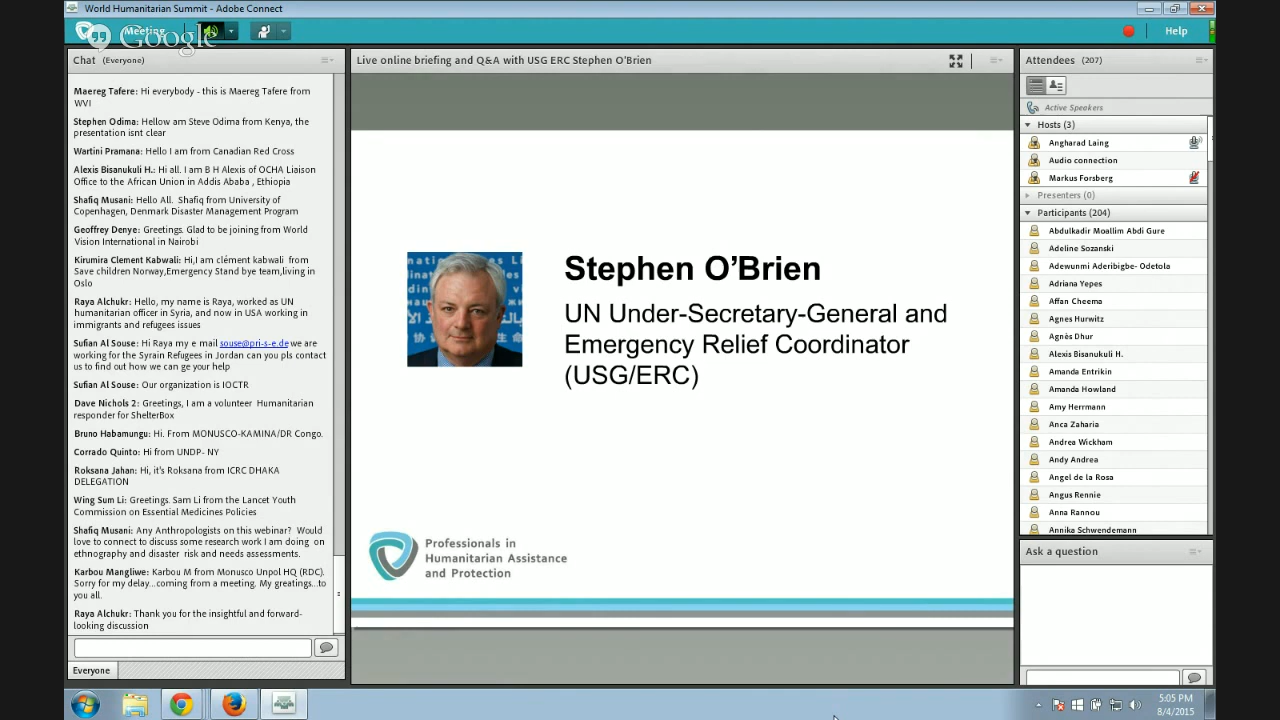 World Humanitarian Summit - Adobe Connect
Meeting
Google
Help
Chat (Everyone)
Maereg Tafere: Hi everybody - this is Maereg Tafere from
WVI
Stephen Odima: Hellow am Steve Odima from Kenya, the
presentation isnt clear
Wartini Pramana: Hello I am from Canadian Red Cross
Alexis Bisanukuli H.: Hi all. I am B H Alexis of OCHA Liaison
Office to the African Union in Addis Ababa , Ethiopia
Shafiq Musani: Hello All. Shafiq from University of
Copenhagen, Denmark Disaster Management Program
Geoffrey Denye: Greetings. Glad to be joining from World
Vision International in Nairobi
Kirumira Clement Kabwali: Hi,I am clément kabwali from
Save children Norway,Emergency Stand bye team,living in
Oslo
Raya Alchukr: Hello, my name is Raya, worked as UN
humanitarian officer in Syria, and now in USA working in
immigrants and refugees issues
Sufian Al Souse: Hi Raya my e mail souse@pri-s-e.de we are
working for the Syrain Refugees in Jordan can you pls contact
us to find out how we can ge your help
Sufian Al Souse: Our organization is IOCTR
Dave Nichols 2: Greetings, I am a volunteer Humanitarian
responder for ShelterBox
Bruno Habamungu: Hi. From MONUSCO-KAMINA/DR Congo.
Corrado Quinto: Hi from UNDP- NY
Roksana Jahan: Hi, it's Roksana from ICRC DHAKA
DELEGATION
Wing Sum Li: Greetings. Sam Li from the Lancet Youth
Commission on Essential Medicines Policies
Shafiq Musani: Any Anthropologists on this webinar? Would
love to connect to discuss some research work I am doing on
ethnography and disaster risk and needs assessments.
Karbou Mangliwe: Karbou M from Monusco Unpol HQ (RDC).
Sorry for my delay...coming from a meeting. My greatings...to
you all.
Raya Alchukr: Thank you for the insightful and forward-
looking discussion
Everyone
Live online briefing and Q&A with USG ERC Stephen O'Brien
Stephen O’Brien
UN Under-Secretary-General and
Emergency Relief Coordinator
(USG/ERC)
Professionals in
Humanitarian Assistance
and Protection
Attendees (207)
Active Speakers
Hosts (3)
Angharad Laing
Audio connection
Markus Forsberg
Presenters (0)
Participants (204)
Abdulkadir Moallim Abdi Gure
Adeline Sozanski
Adewunmi Aderibigbe- Odetola
Adriana Yepes
Affan Cheema
Agnes Hurwitz
Agnès Dhur
Alexis Bisanukuli H.
Amanda Entrikin
Amanda Howland
Amy Herrmann
Anca Zaharia
Andrea Wickham
Andy Andrea
Angel de la Rosa
Angus Rennie
Anna Rannou
Annika Schwendemann
Ask a question
5:05 PM
8/4/2015